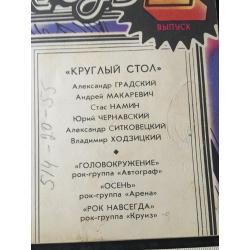 ВЫПУСК
«КРУГЛЫЙ СТОЛ»
Александр ГРАДСКИЙ
Андрей МАКАРЕВИЧ
Стас НАМИН
Юрий ЧЕРНАВСКИЙ
Александр СИТКОВЕЦКИЙ
Владимир ХОДЗИЦКИЙ
«ГОЛОВОКРУЖЕНИЕ»
рок-группа «Автограф»
«ОСЕНЬ»
рок-группа «Арена»
«РОК НАВСЕГДА»
рок-группа «Круиз»